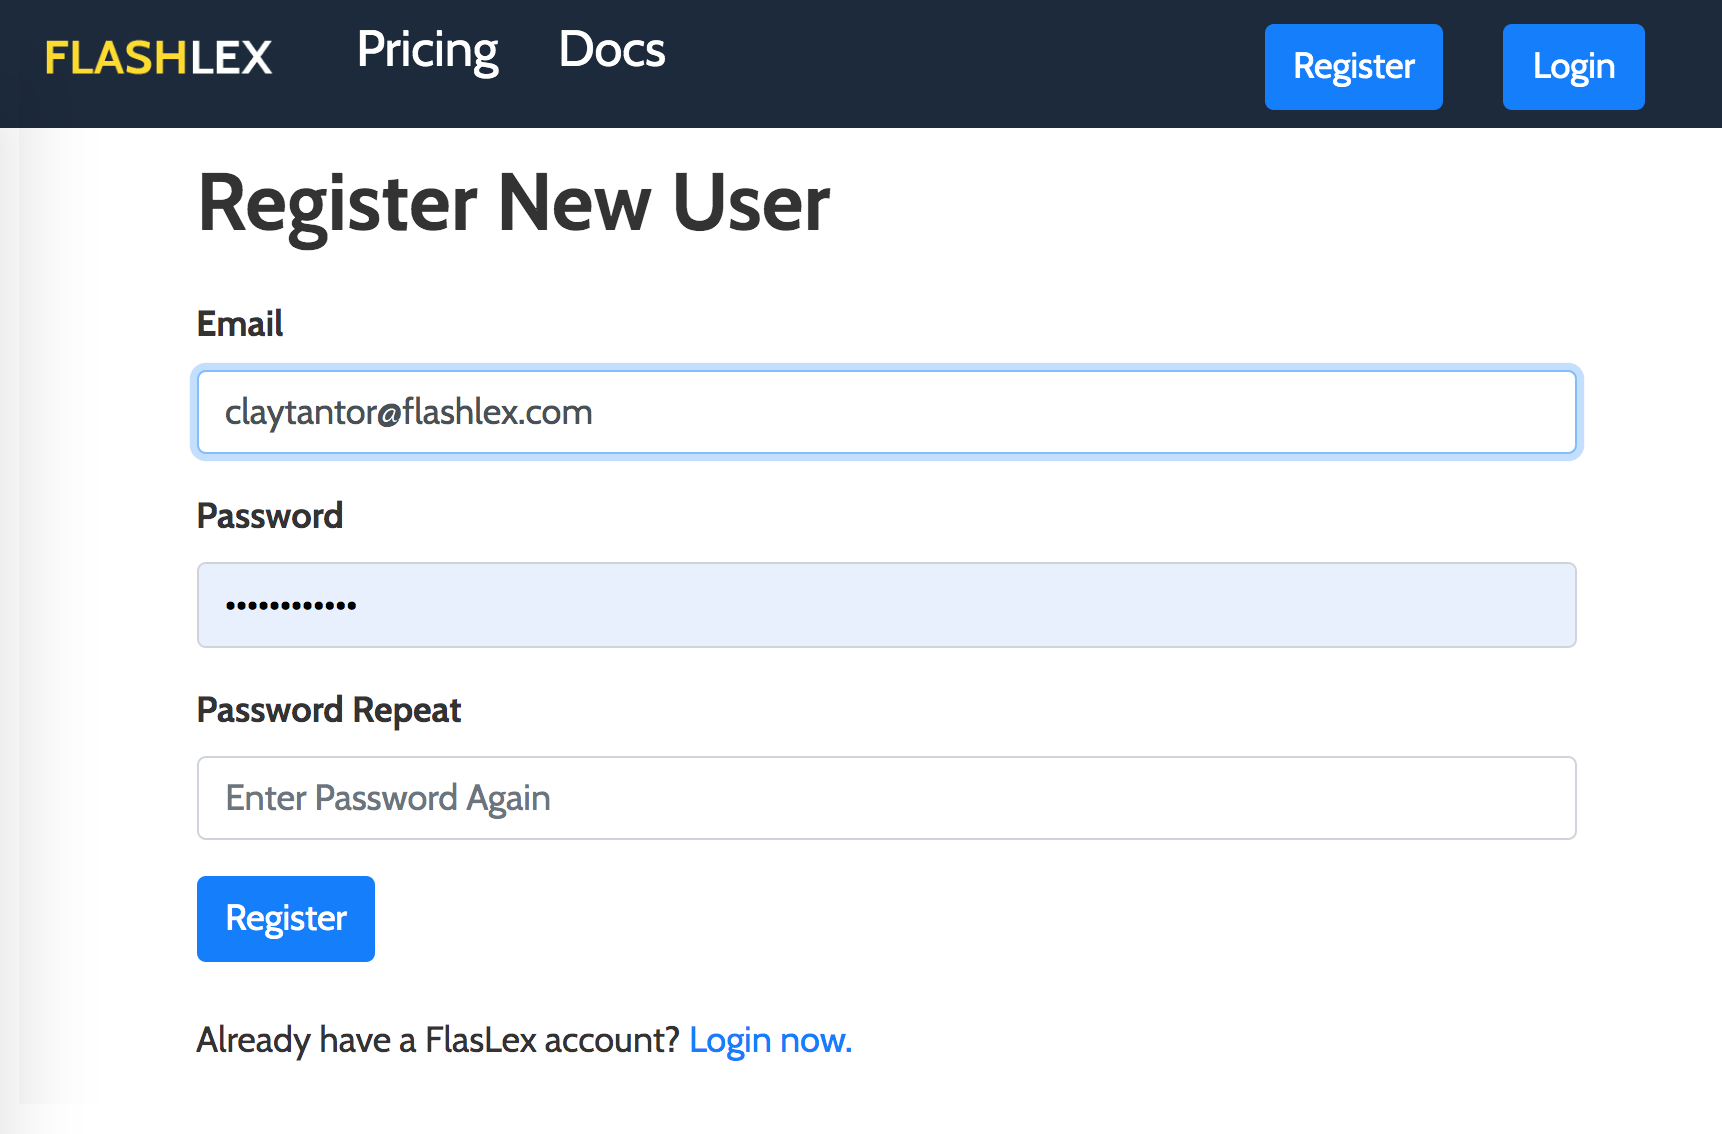 FLASHLEX Pricing Docs Register Login
Register New User
Email
claytantor@flashlex.com
Password
••••••••••••
Password Repeat
Enter Password Again
Register
Already have a FlasLex account? Login now.